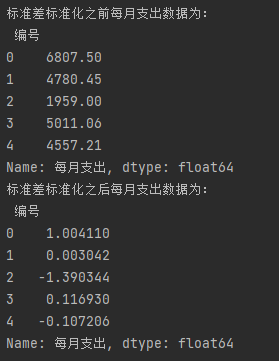 标准差标准化之前每月支出数据为:
编号
0 6807.50
1 4780.45
2 1959.00
3 5011.06
4 4557.21
Name: 每月支出, dtype: float64
标准差标准化之后每月支出数据为:
编号
0 1.004110
1 0.003042
2 -1.390344
3 0.116930
4 -0.107206
Name: 每月支出, dtype: float64